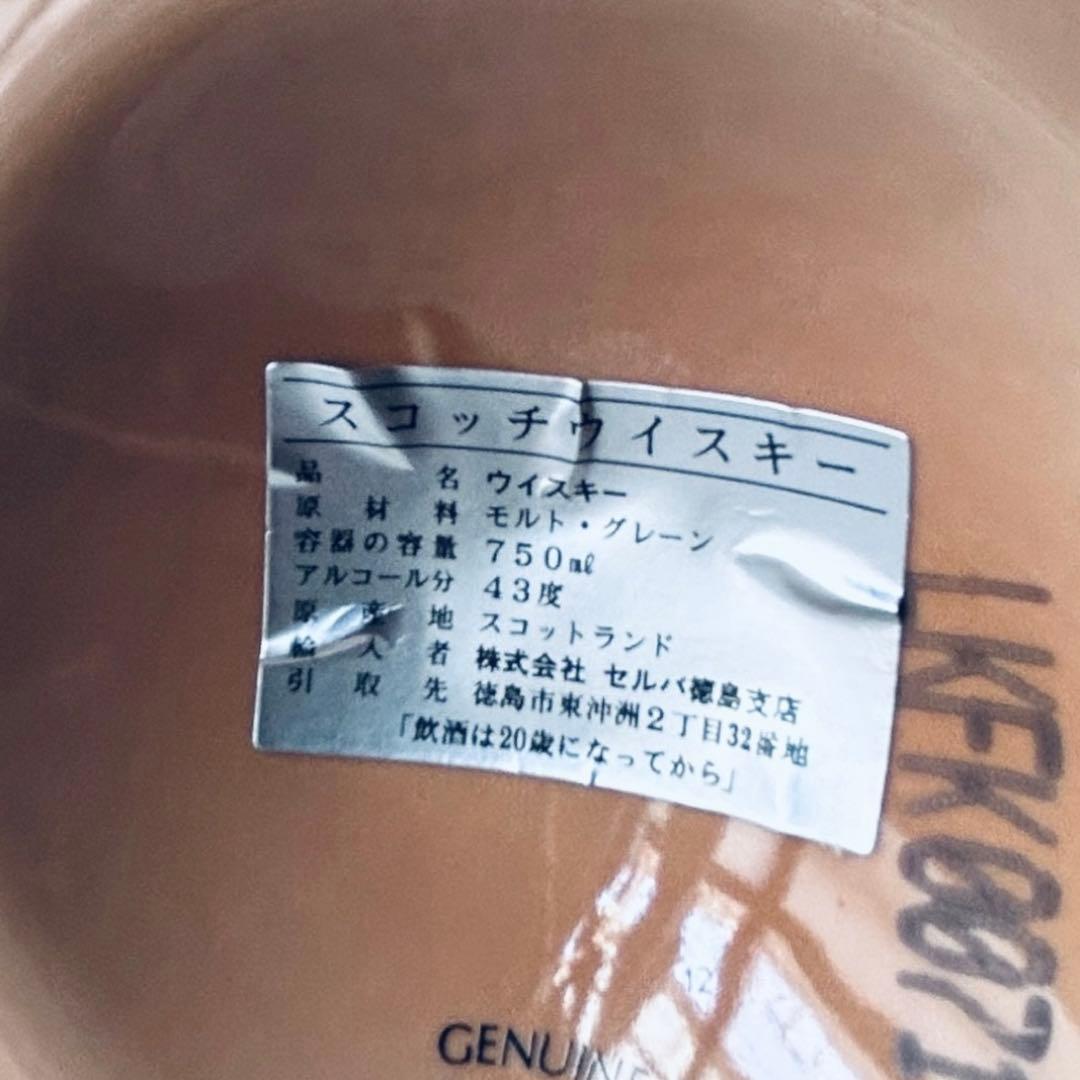 スコッチウイスキー
品名 ウイスキー
原材料 モルト・グレーン
容器の容量 750㎖
アルコール分 43度
原産地 スコットランド
輸入者 株式会社 セルバ徳島支店
引取先 徳島市東沖洲2丁目32番地
「飲酒は20歳になってから」
12